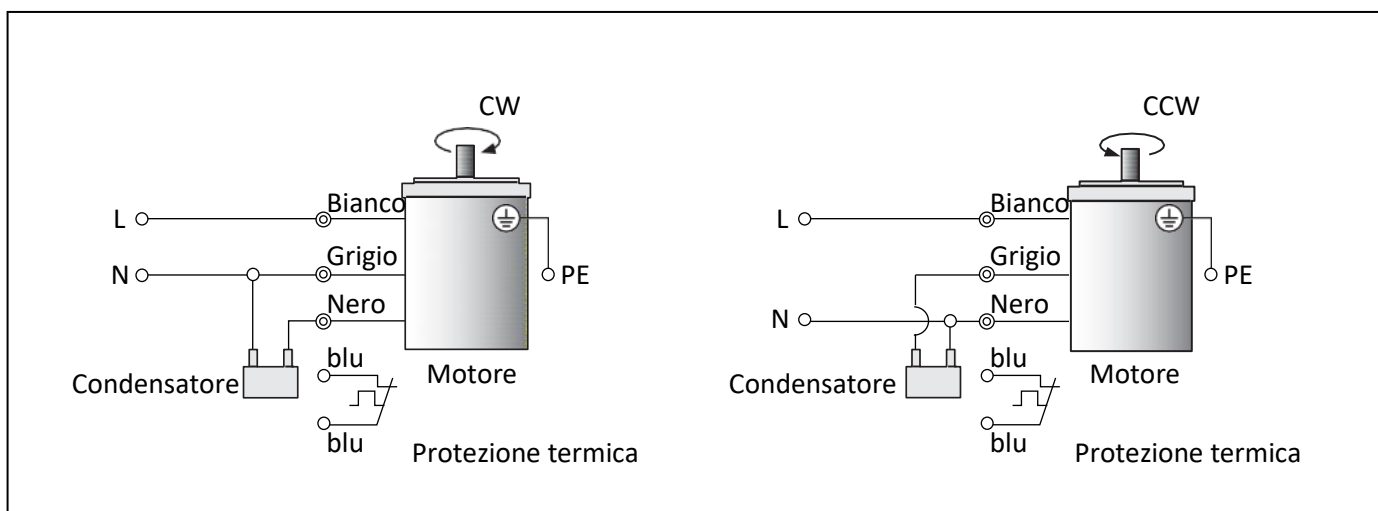 CW
Bianco
L
Grigio
N
PE
Nero
blu
Condensatore
Motore
blu
Protezione termica
CCW
Bianco
L
Grigio
PE
Nero
N
blu
Condensatore
Motore
blu
Protezione termica